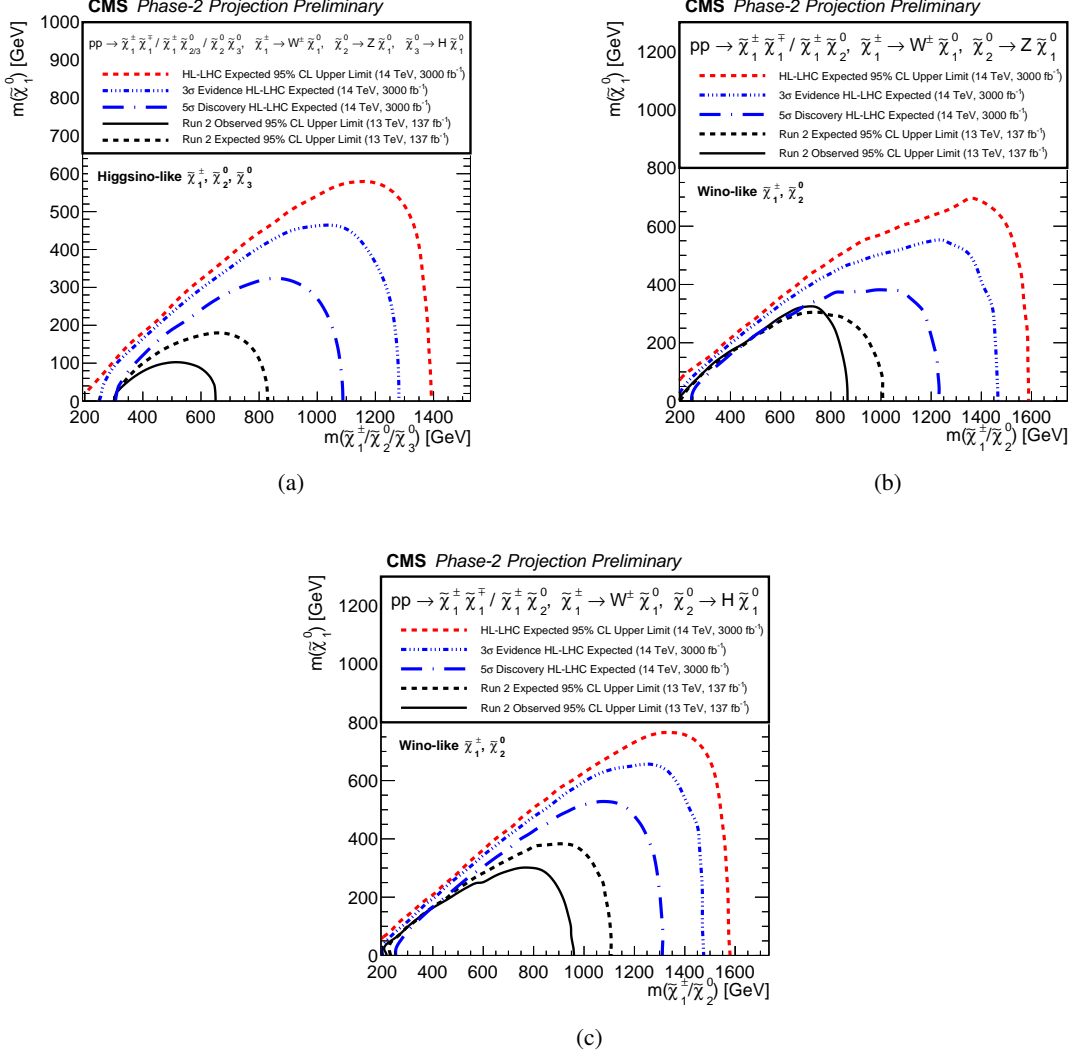 CMS Phase-2 Projection Preliminary
m(χ̃₁⁰) [GeV]
1000
900
800
700
600
500
400
300
200
100
0
pp → χ̃₁± χ̃₁∓ / χ̃₁± χ̃₂/₃⁰ / χ̃₂⁰ χ̃₃⁰, χ̃₁± → W± χ̃₁⁰, χ̃₂⁰ → Z χ̃₁⁰, χ̃₃⁰ → H χ̃₁⁰
HL-LHC Expected 95% CL Upper Limit (14 TeV, 3000 fb⁻¹)
3σ Evidence HL-LHC Expected (14 TeV, 3000 fb⁻¹)
5σ Discovery HL-LHC Expected (14 TeV, 3000 fb⁻¹)
Run 2 Observed 95% CL Upper Limit (13 TeV, 137 fb⁻¹)
Run 2 Expected 95% CL Upper Limit (13 TeV, 137 fb⁻¹)
Higgsino-like χ̃₁±, χ̃₂⁰, χ̃₃⁰
200 400 600 800 1000 1200 1400
m(χ̃₁±/χ̃₂⁰/χ̃₃⁰) [GeV]
(a)
CMS Phase-2 Projection Preliminary
m(χ̃₁⁰) [GeV]
1200
1000
800
600
400
200
0
pp → χ̃₁± χ̃₁∓ / χ̃₁± χ̃₂⁰, χ̃₁± → W± χ̃₁⁰, χ̃₂⁰ → Z χ̃₁⁰
HL-LHC Expected 95% CL Upper Limit (14 TeV, 3000 fb⁻¹)
3σ Evidence HL-LHC Expected (14 TeV, 3000 fb⁻¹)
5σ Discovery HL-LHC Expected (14 TeV, 3000 fb⁻¹)
Run 2 Expected 95% CL Upper Limit (13 TeV, 137 fb⁻¹)
Run 2 Observed 95% CL Upper Limit (13 TeV, 137 fb⁻¹)
Wino-like χ̃₁±, χ̃₂⁰
200 400 600 800 1000 1200 1400 1600
m(χ̃₁±/χ̃₂⁰) [GeV]
(b)
CMS Phase-2 Projection Preliminary
m(χ̃₁⁰) [GeV]
1200
1000
800
600
400
200
0
pp → χ̃₁± χ̃₁∓ / χ̃₁± χ̃₂⁰, χ̃₁± → W± χ̃₁⁰, χ̃₂⁰ → H χ̃₁⁰
HL-LHC Expected 95% CL Upper Limit (14 TeV, 3000 fb⁻¹)
3σ Evidence HL-LHC Expected (14 TeV, 3000 fb⁻¹)
5σ Discovery HL-LHC Expected (14 TeV, 3000 fb⁻¹)
Run 2 Expected 95% CL Upper Limit (13 TeV, 137 fb⁻¹)
Run 2 Observed 95% CL Upper Limit (13 TeV, 137 fb⁻¹)
Wino-like χ̃₁±, χ̃₂⁰
200 400 600 800 1000 1200 1400 1600
m(χ̃₁±/χ̃₂⁰) [GeV]
(c)